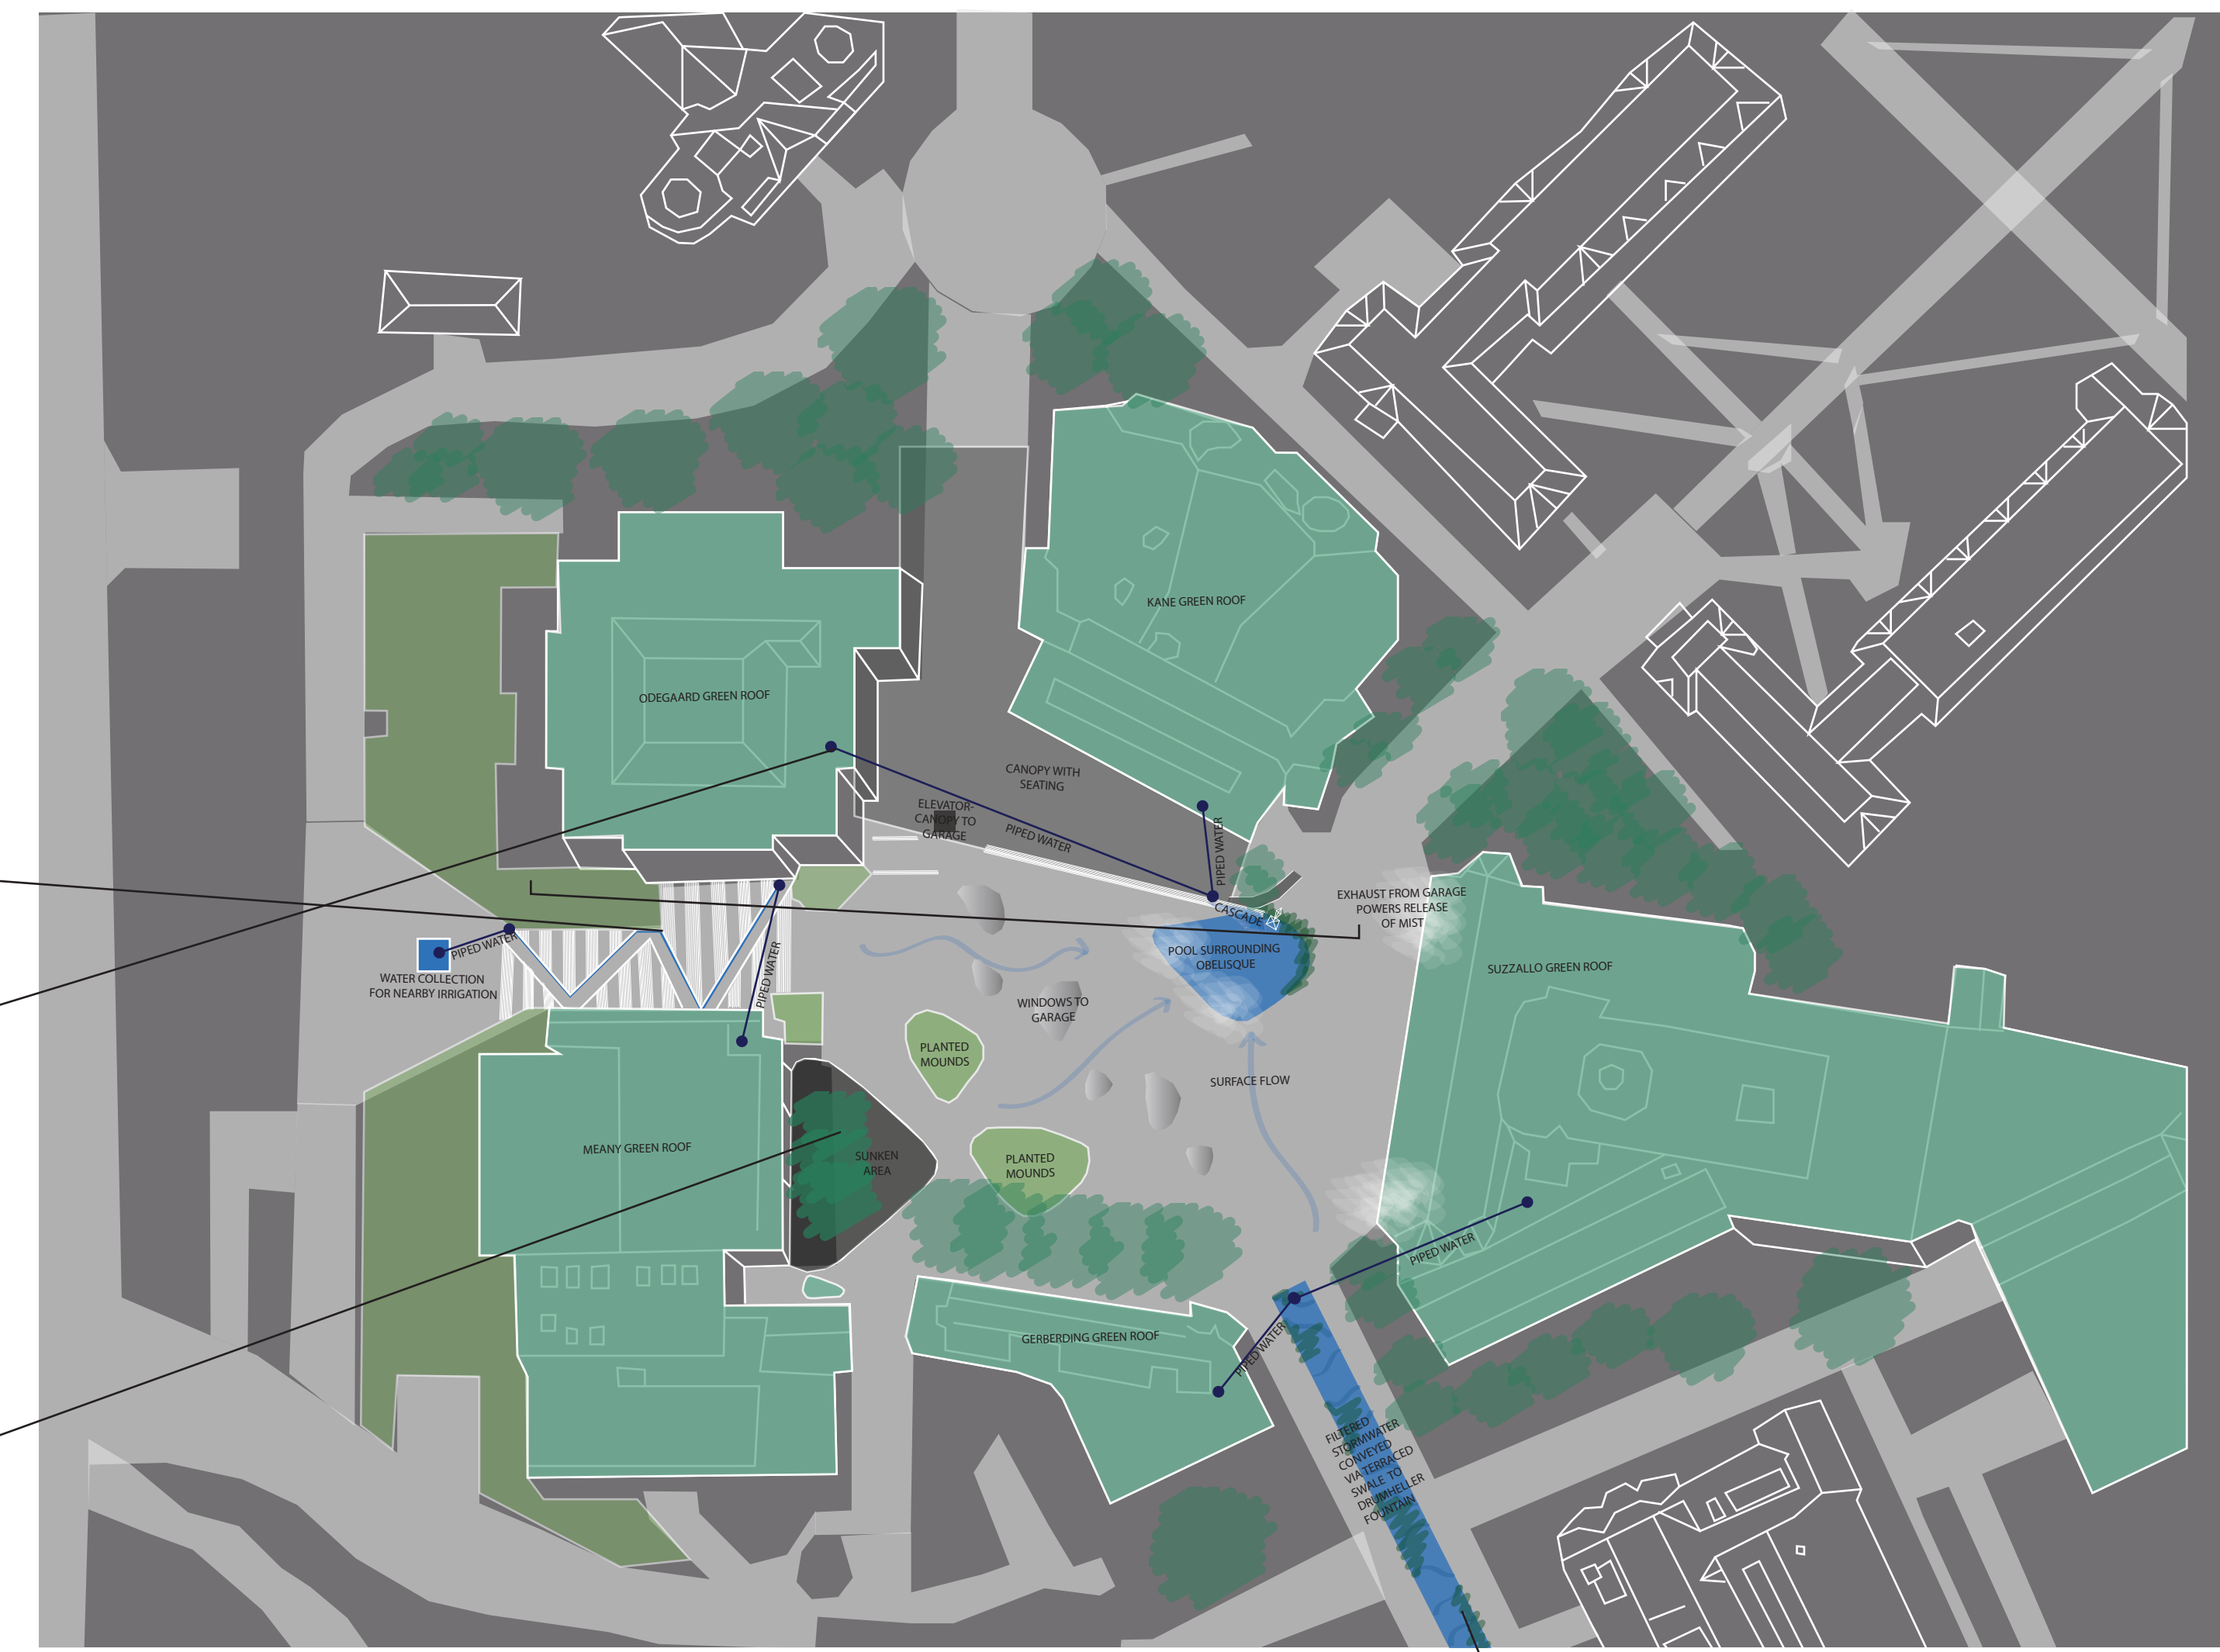 KANE GREEN ROOF
ODEGAARD GREEN ROOF
CANOPY WITH
SEATING
ELEVATOR-
CANOPY TO
GARAGE
PIPED WATER
PIPED WATER
CASCADE
EXHAUST FROM GARAGE
POWERS RELEASE
OF MIST
POOL SURROUNDING
OBELISQUE
SUZZALLO GREEN ROOF
PIPED WATER
WATER COLLECTION
FOR NEARBY IRRIGATION
PIPED WATER
WINDOWS TO
GARAGE
PLANTED
MOUNDS
SURFACE FLOW
MEANY GREEN ROOF
SUNKEN
AREA
PLANTED
MOUNDS
PIPED WATER
GERBERDING GREEN ROOF
PIPED WATER
FILTERED
STORMWATER
CONVEYED
VIA TERRACED
SWALE TO
DRUMHELLER
FOUNTAIN